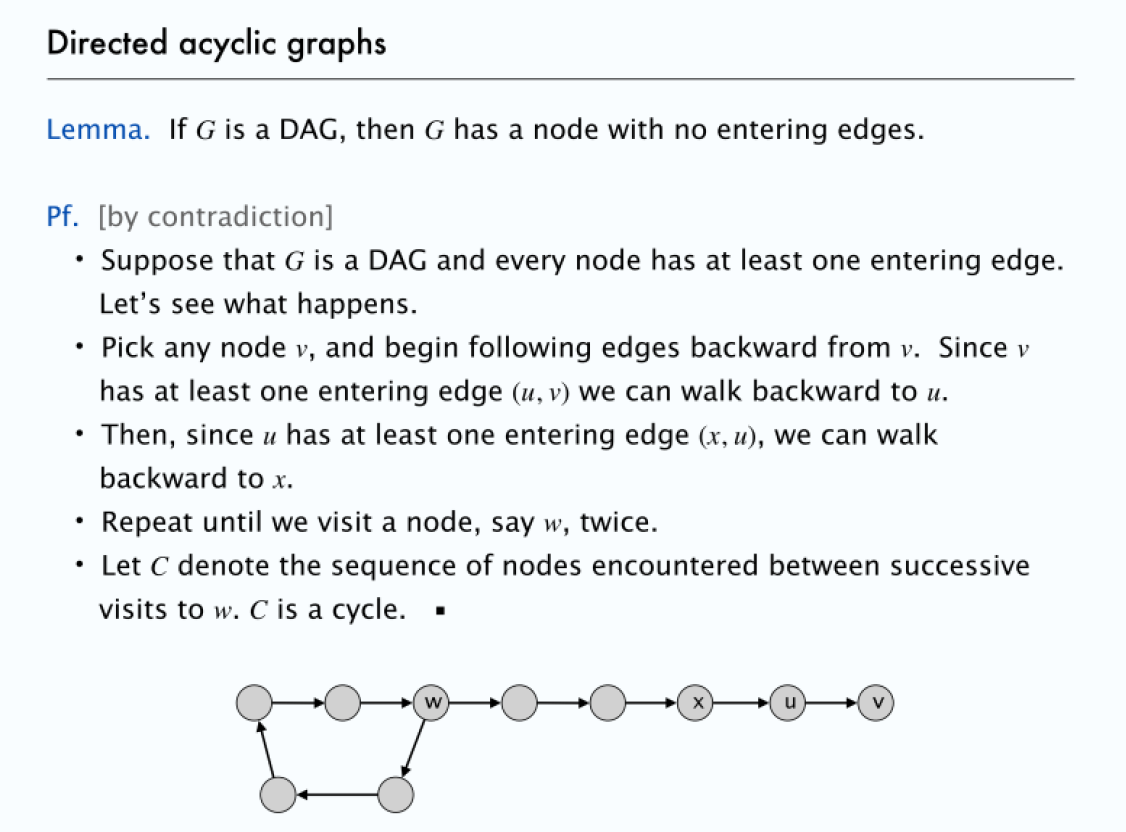 Directed acyclic graphs
Lemma. If G is a DAG, then G has a node with no entering edges.
Pf. [by contradiction]
• Suppose that G is a DAG and every node has at least one entering edge.
Let’s see what happens.
• Pick any node v, and begin following edges backward from v. Since v
has at least one entering edge (u, v) we can walk backward to u.
• Then, since u has at least one entering edge (x, u), we can walk
backward to x.
• Repeat until we visit a node, say w, twice.
• Let C denote the sequence of nodes encountered between successive
visits to w. C is a cycle. ▪
w x u v